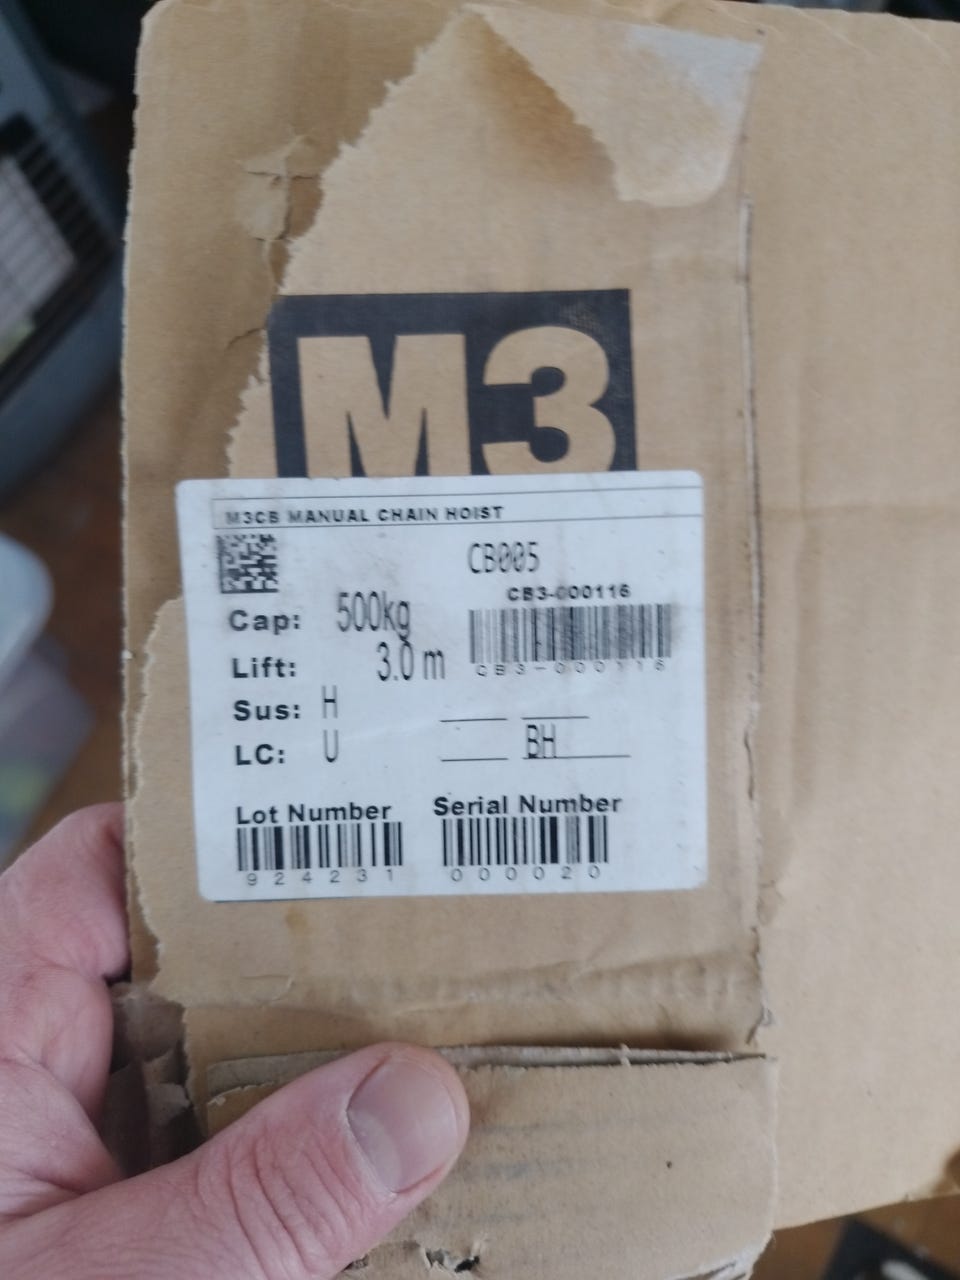 M3
M3CB MANUAL CHAIN HOIST
CB005
CB3-000116
Cap: 500kg
CB3-000116
Lift: 3.0 m
Sus: H
LC: U BH
Lot Number Serial Number
924231 000020